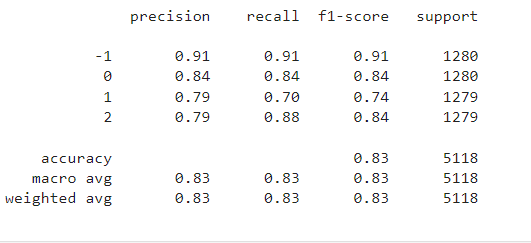 precision recall f1-score support
-1 0.91 0.91 0.91 1280
0 0.84 0.84 0.84 1280
1 0.79 0.70 0.74 1279
2 0.79 0.88 0.84 1279
accuracy 0.83 5118
macro avg 0.83 0.83 0.83 5118
weighted avg 0.83 0.83 0.83 5118